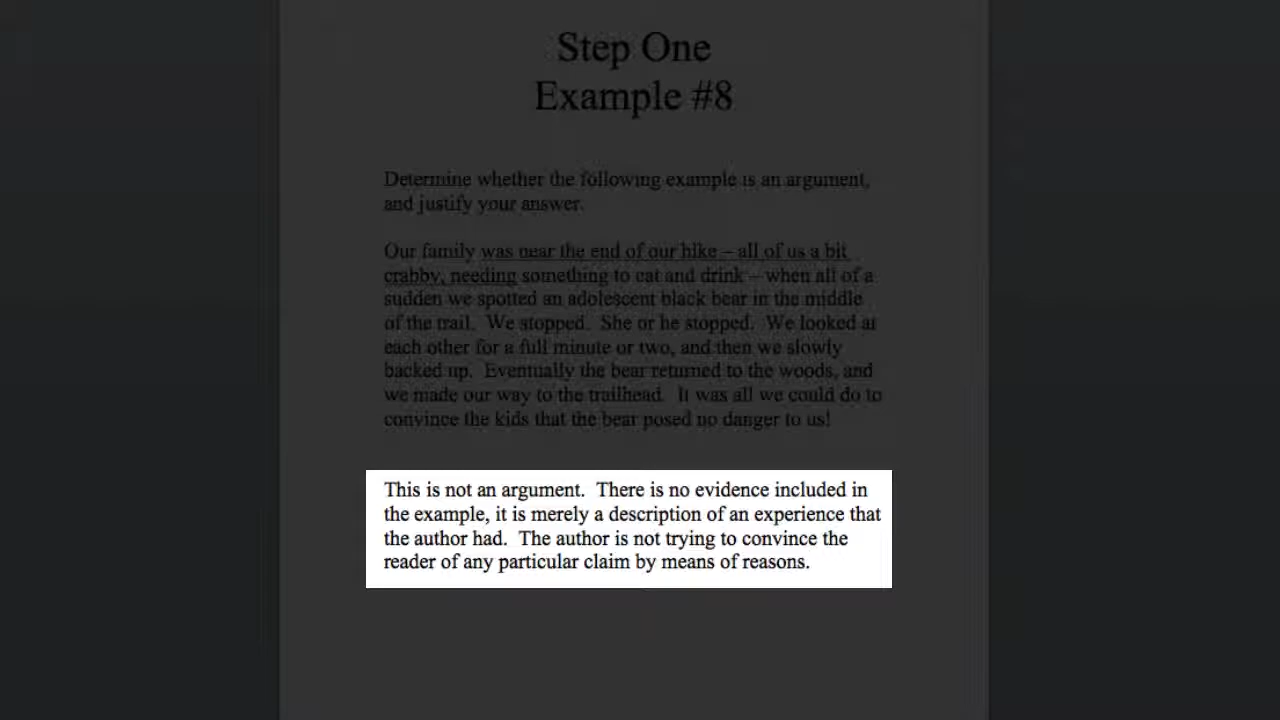 Step One
Example #8
Determine whether the following example is an argument,
and justify your answer.
Our family was near the end of our hike – all of us a bit
crabby, needing something to eat and drink – when all of a
sudden we spotted an adolescent black bear in the middle
of the trail.  We stopped.  She or he stopped.  We looked at
each other for a full minute or two, and then we slowly
backed up.  Eventually the bear returned to the woods, and
we made our way to the trailhead.  It was all we could do to
convince the kids that the bear posed no danger to us!
This is not an argument.  There is no evidence included in
the example, it is merely a description of an experience that
the author had.  The author is not trying to convince the
reader of any particular claim by means of reasons.